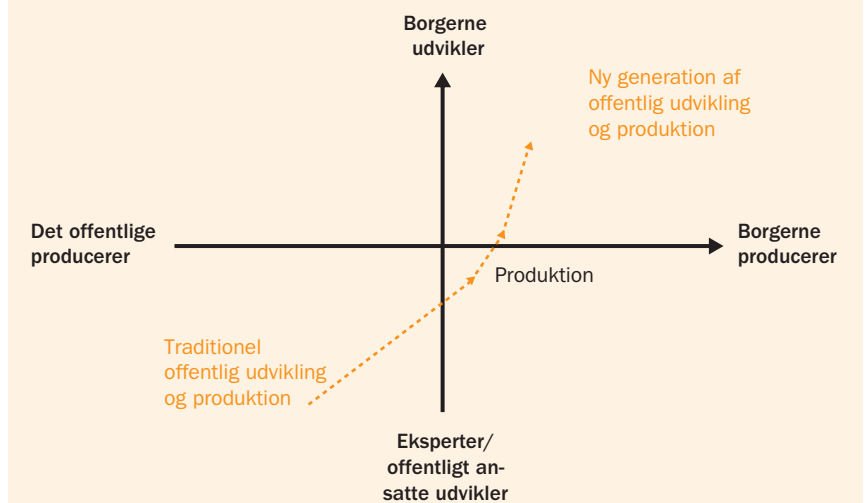 Borgerne
udvikler
Ny generation af
offentlig udvikling
og produktion
Det offentlige
producerer
Borgerne
producerer
Produktion
Traditionel
offentlig udvikling
og produktion
Eksperter/
offentligt an-
satte udvikler